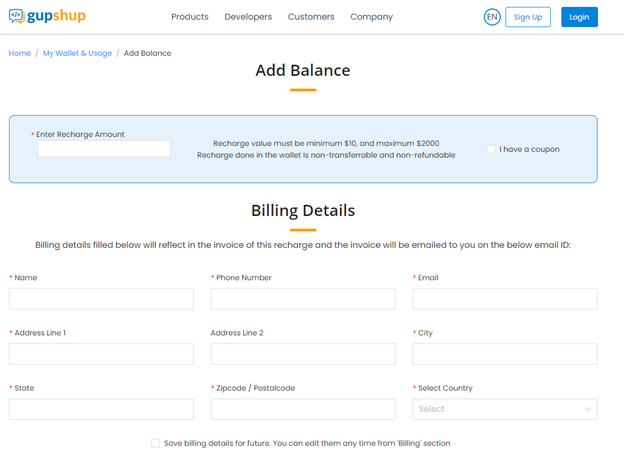 </> gupshup
Products Developers Customers Company
EN Sign Up Login
Home / My Wallet & Usage / Add Balance
Add Balance
* Enter Recharge Amount
Recharge value must be minimum $10, and maximum $2000
Recharge done in the wallet is non-transferrable and non-refundable
I have a coupon
Billing Details
Billing details filled below will reflect in the invoice of this recharge and the invoice will be emailed to you on the below email ID:
* Name * Phone Number * Email
* Address Line 1 Address Line 2 * City
* State * Zipcode / Postalcode * Select Country
Select
Save billing details for future. You can edit them any time from 'Billing' section